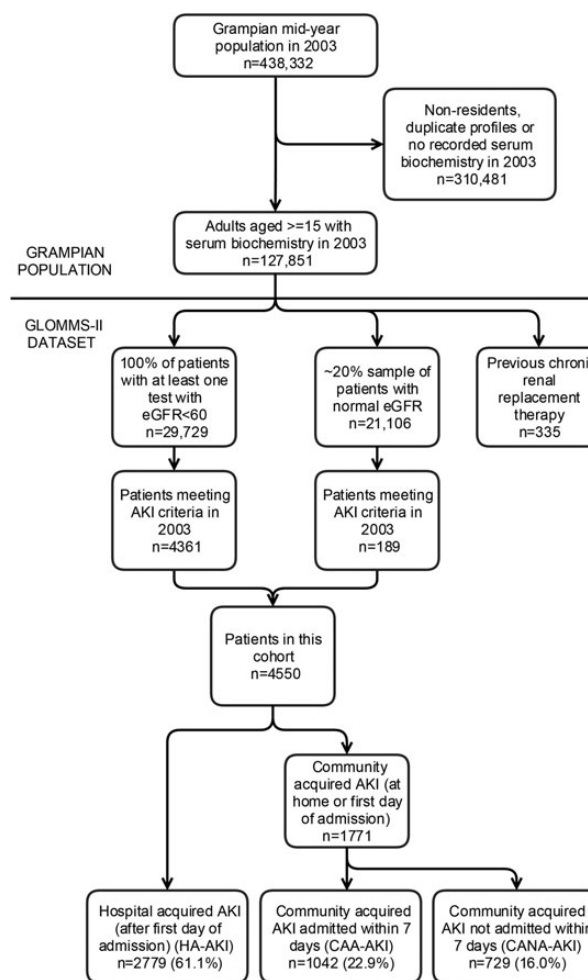 Grampian mid-year
population in 2003
n=438,332
Non-residents,
duplicate profiles or
no recorded serum
biochemistry in 2003
n=310,481
Adults aged >=15 with
serum biochemistry in 2003
n=127,851
GRAMPIAN
POPULATION
GLOMMS-II
DATASET
100% of patients
with at least one
test with
eGFR<60
n=29,729
~20% sample of
patients with
normal eGFR
n=21,106
Previous chroni
renal
replacement
therapy
n=335
Patients meeting
AKI criteria in
2003
n=4361
Patients meeting
AKI criteria in
2003
n=189
Patients in this
cohort
n=4550
Community
acquired AKI (at
home or first day
of admission)
n=1771
Hospital acquired AKI
(after first day of
admission) (HA-AKI)
n=2779 (61.1%)
Community acquired
AKI admitted within 7
days (CAA-AKI)
n=1042 (22.9%)
Community acquired
AKI not admitted within
7 days (CANA-AKI)
n=729 (16.0%)